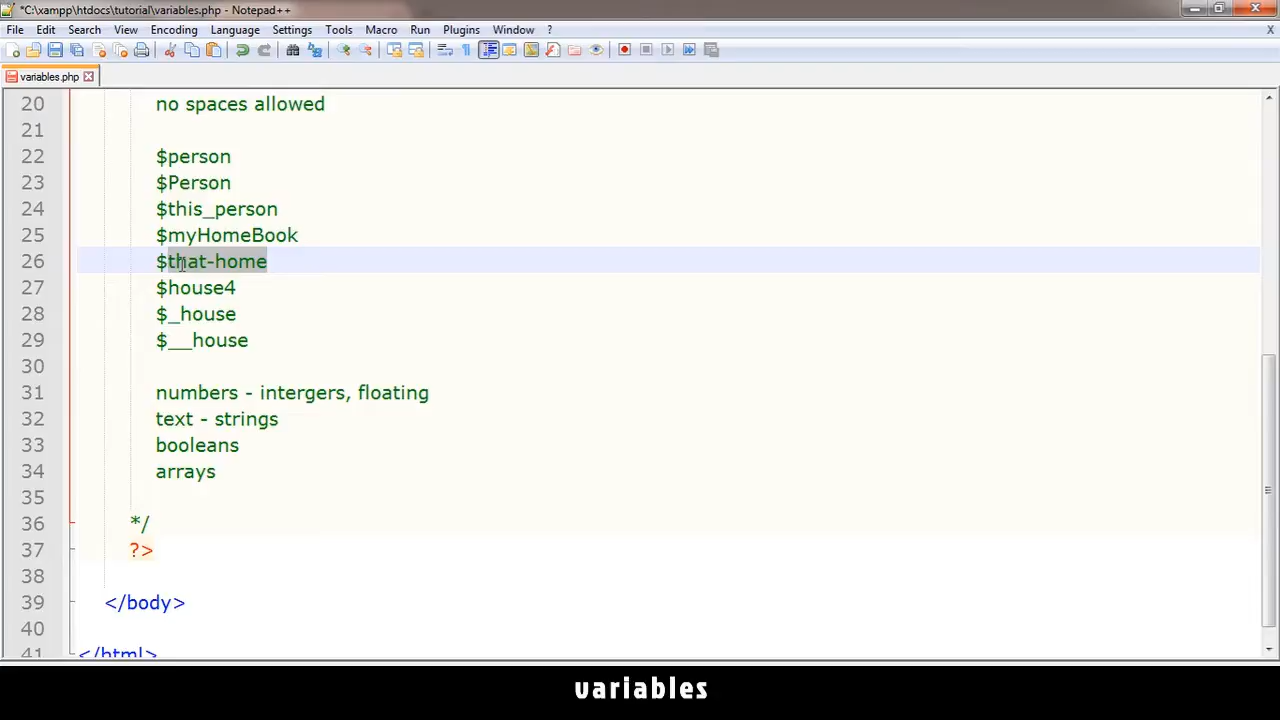 *C:\xampp\htdocs\tutorial\variables.php - Notepad++
File Edit Search View Encoding Language Settings Tools Macro Run Plugins Window ? X
variables.php
20 no spaces allowed
21
22 $person
23 $Person
24 $this_person
25 $myHomeBook
26 $that-home
27 $house4
28 $_house
29 $__house
30
31 numbers - intergers, floating
32 text - strings
33 booleans
34 arrays
35
36 */
37 ?>
38
39 </body>
40
41 </html>
variables